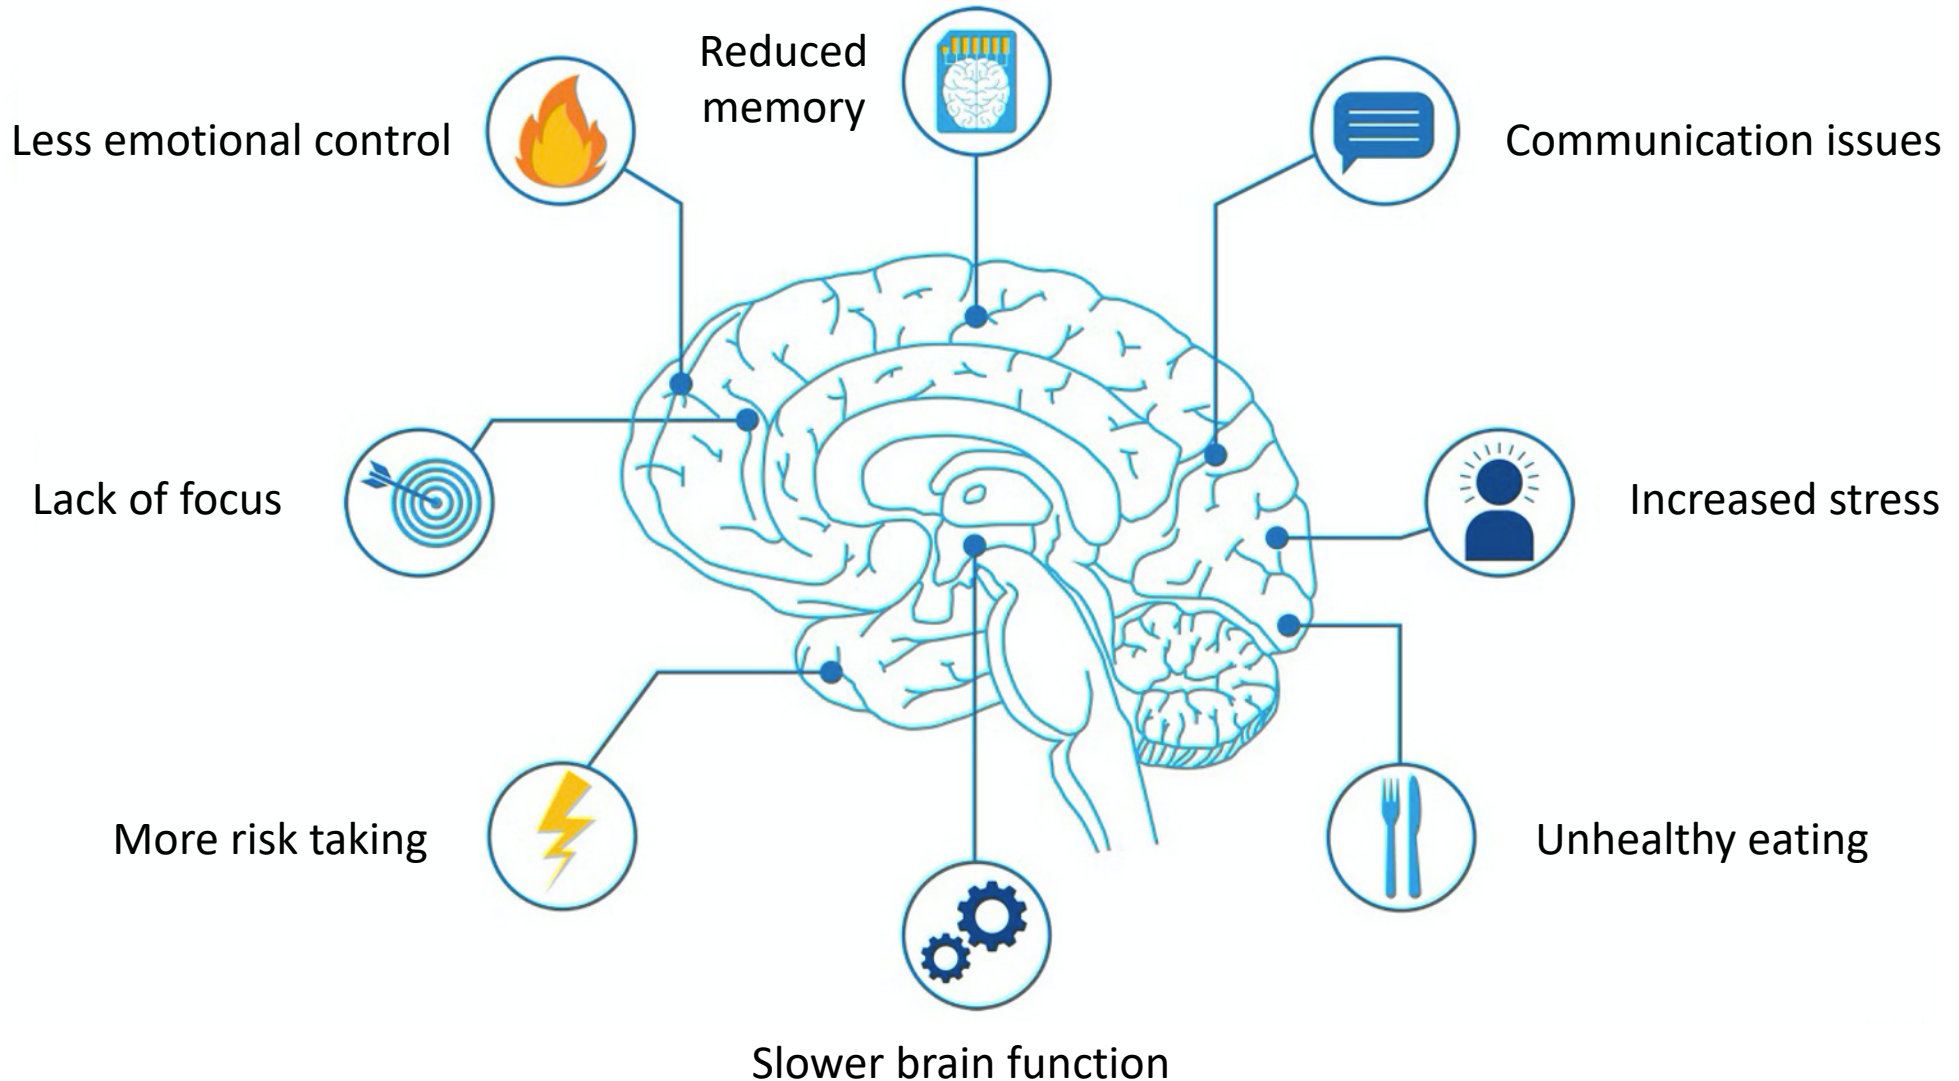 Reduced
memory
Less emotional control
Communication issues
Lack of focus
Increased stress
More risk taking
Unhealthy eating
Slower brain function